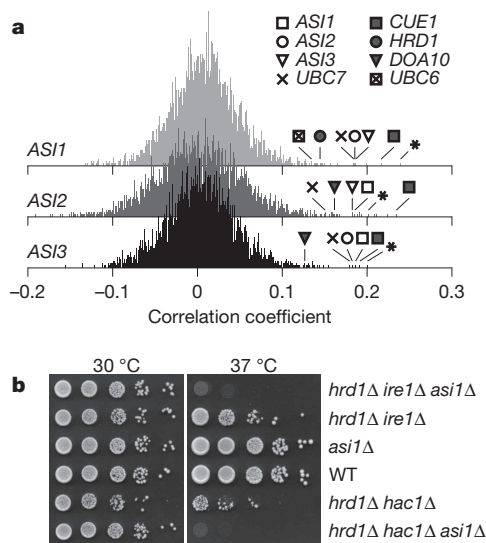 a
ASI1 CUE1
ASI2 HRD1
ASI3 DOA10
UBC7 UBC6
ASI1 *
ASI2 *
ASI3 *
−0.2 −0.1 0 0.1 0.2 0.3
Correlation coefficient
b
30 °C 37 °C
hrd1Δ ire1Δ asi1Δ
hrd1Δ ire1Δ
asi1Δ
WT
hrd1Δ hac1Δ
hrd1Δ hac1Δ asi1Δ